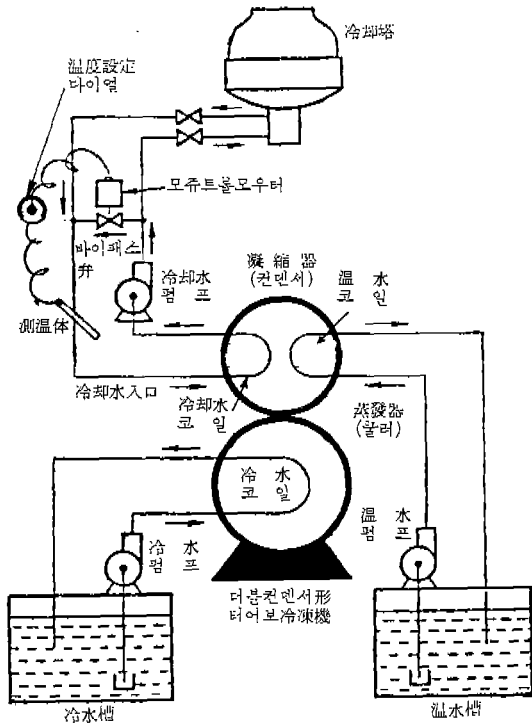 冷却塔
温度設定
다이얼
모쥬트롤모우터
바이패스
弁
冷却水
펌프
凝縮器
(컨덴서)
温水
코일
測温体
冷却水入口
冷却水
코일
蒸發器
(쿨러)
冷水
코일
冷水
펌프
温水
펌프
더블컨덴서形
터어보冷凍機
冷水槽
温水槽